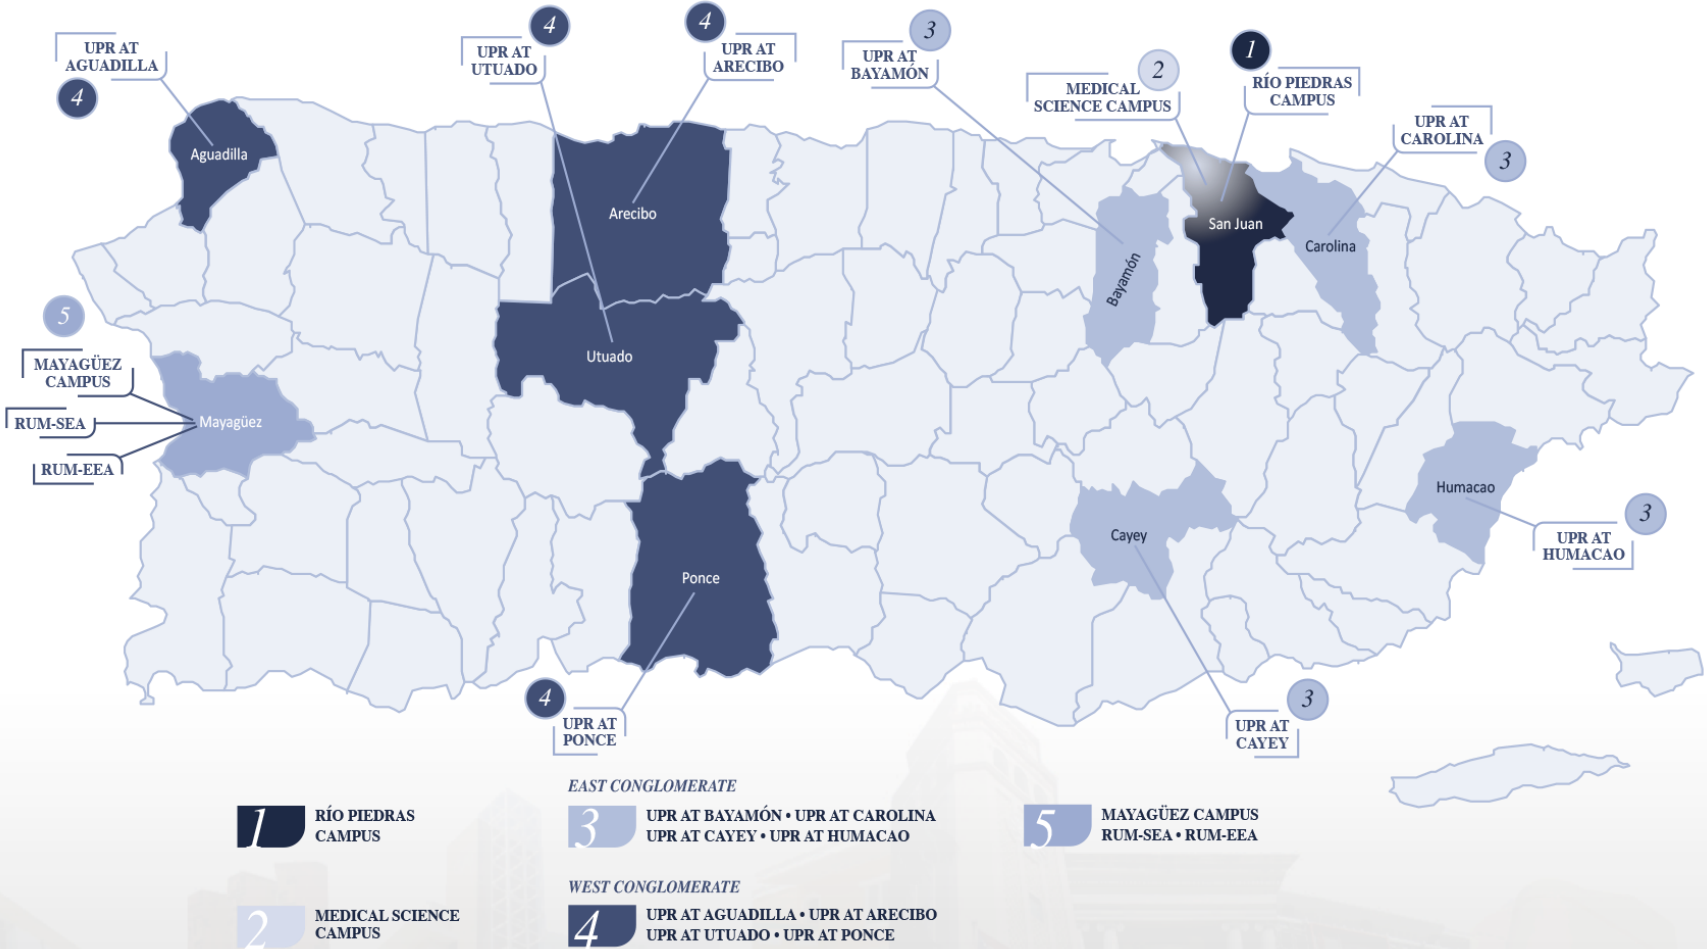 4
4
3
1
UPR AT
AGUADILLA
4
UPR AT
UTUADO
UPR AT
ARECIBO
UPR AT
BAYAMÓN
2
MEDICAL
SCIENCE CAMPUS
RÍO PIEDRAS
CAMPUS
UPR AT
CAROLINA
3
Aguadilla
Arecibo
San Juan
Carolina
Bayamón
5
MAYAGÜEZ
CAMPUS
RUM-SEA
RUM-EEA
Utuado
Mayagüez
Humacao
3
UPR AT
HUMACAO
Cayey
Ponce
4
UPR AT
PONCE
3
UPR AT
CAYEY
1
RÍO PIEDRAS
CAMPUS
2
MEDICAL SCIENCE
CAMPUS
EAST CONGLOMERATE
3
UPR AT BAYAMÓN • UPR AT CAROLINA
UPR AT CAYEY • UPR AT HUMACAO
WEST CONGLOMERATE
4
UPR AT AGUADILLA • UPR AT ARECIBO
UPR AT UTUADO • UPR AT PONCE
5
MAYAGÜEZ CAMPUS
RUM-SEA • RUM-EEA